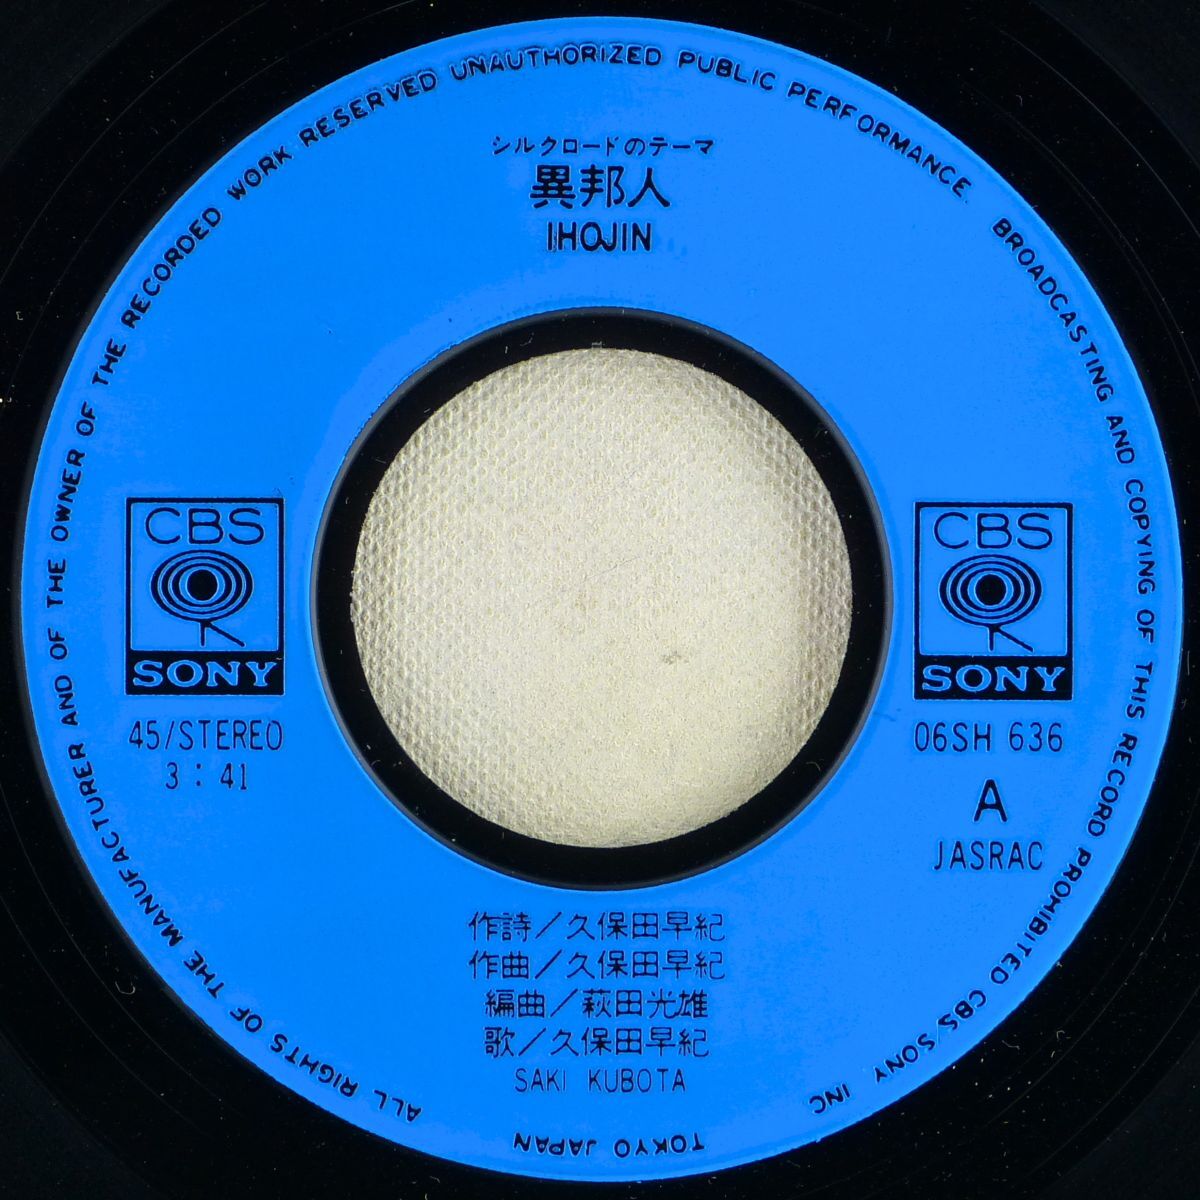 シルクロードのテーマ
異邦人
IHOJIN
CBS
SONY
45/STEREO
3:41
CBS
SONY
06SH 636
A
JASRAC
作詩/久保田早紀
作曲/久保田早紀
編曲/萩田光雄
歌/久保田早紀
SAKI KUBOTA
ALL RIGHTS OF THE MANUFACTURER AND OF THE OWNER OF THE RECORDED WORK RESERVED UNAUTHORIZED PUBLIC PERFORMANCE. BROADCASTING AND COPYING OF THIS RECORD PROHIBITED CBS/SONY INC
TOKYO JAPAN